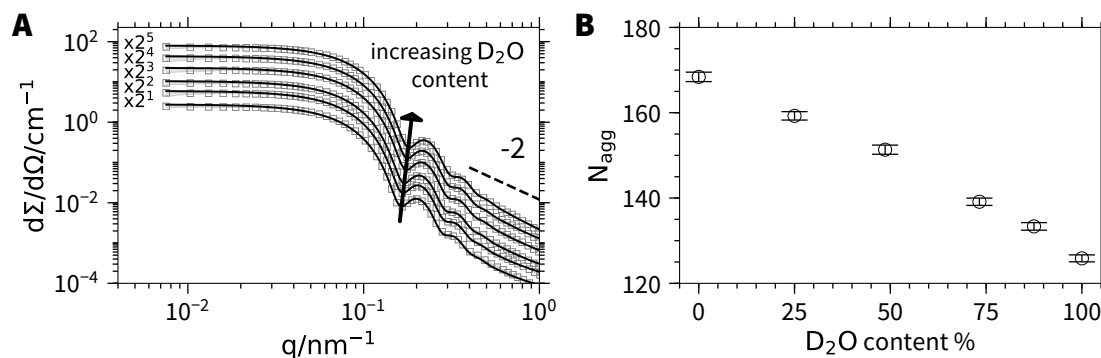 A
B
10²
10⁰
10⁻²
10⁻⁴
dΣ/dΩ/cm⁻¹
x2⁵
x2⁴
x2³
x2²
x2¹
increasing D₂O
content
-2
10⁻²
10⁻¹
10⁰
q/nm⁻¹
180
160
140
120
Nagg
0
25
50
75
100
D₂O content %